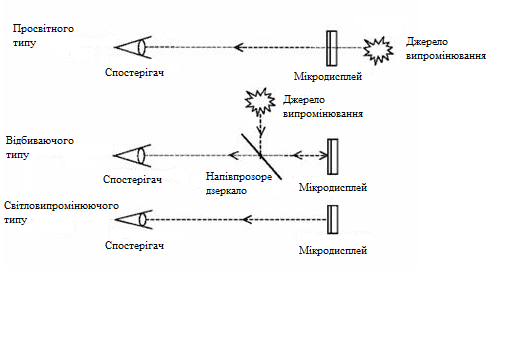 Просвітного
типу
Спостерігач
Мікродисплей
Джерело
випромінювання
Джерело
випромінювання
Відбиваючого
типу
Спостерігач
Напівпрозоре
дзеркало
Мікродисплей
Світловипромінюючого
типу
Спостерігач
Мікродисплей